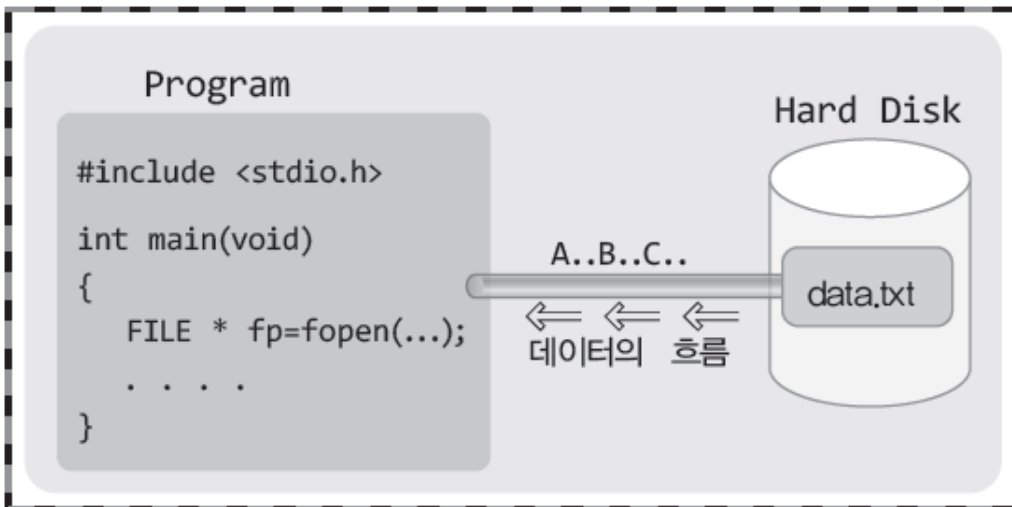 Program
#include <stdio.h>
int main(void)
{
FILE * fp=fopen(...);
. . . .
}
A..B..C..
데이터의 흐름
Hard Disk
data.txt